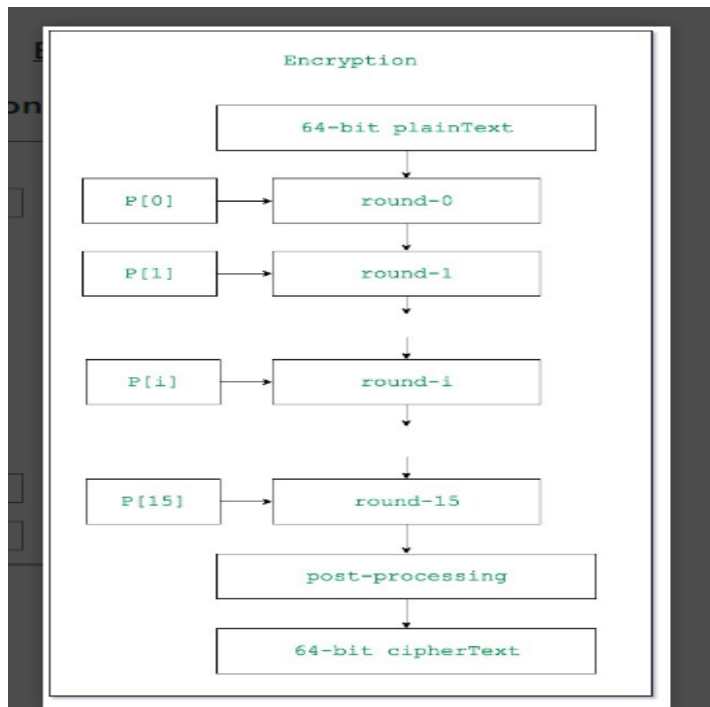 Encryption
64-bit plainText
P[0]
round-0
P[1]
round-1
P[i]
round-i
P[15]
round-15
post-processing
64-bit cipherText